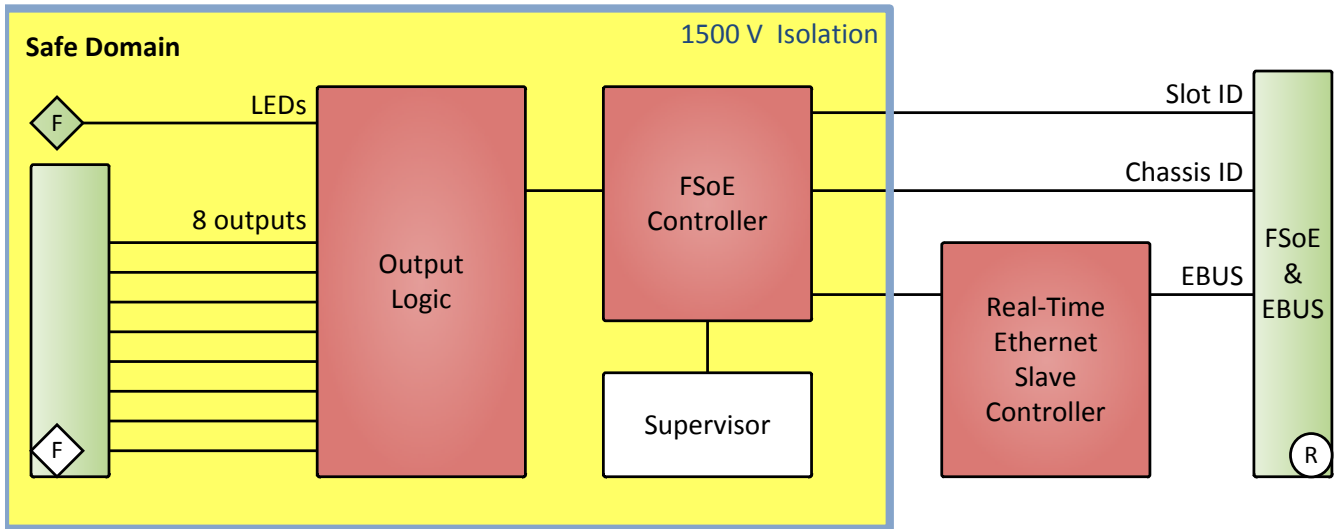 Safe Domain
1500 V Isolation
F
LEDs
8 outputs
F
Output
Logic
FSoE
Controller
Supervisor
Slot ID
Chassis ID
EBUS
Real-Time
Ethernet
Slave
Controller
FSoE
&
EBUS
R